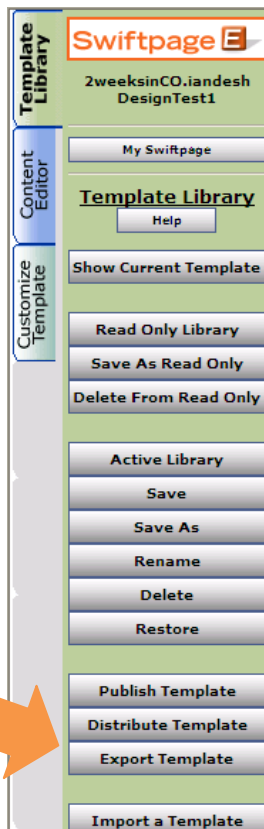 Template
Library
Content
Editor
Customize
Template
Swiftpage E
2weeksinCO.iandesh
DesignTest1
My Swiftpage
Template Library
Help
Show Current Template
Read Only Library
Save As Read Only
Delete From Read Only
Active Library
Save
Save As
Rename
Delete
Restore
Publish Template
Distribute Template
Export Template
Import a Template